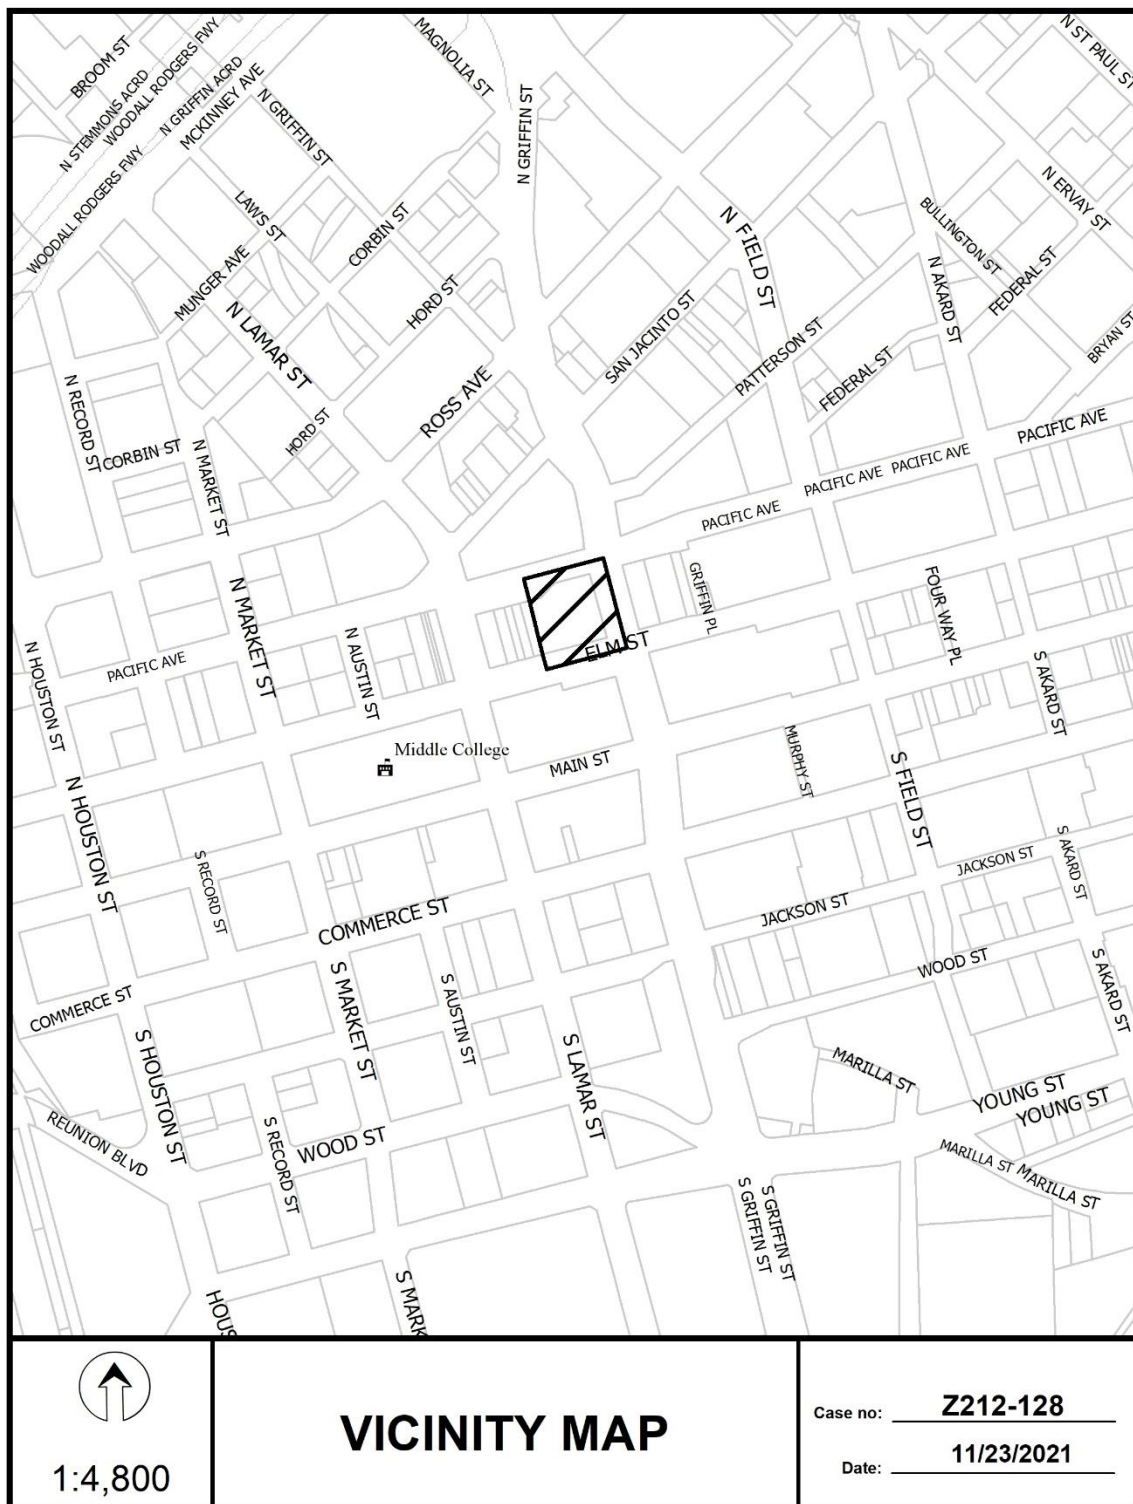 BROOM ST
N STEMMONS ACRD
WOODALL RODGERS FWY
N GRIFFIN ACRD
MCKINNEY AVE
WOODALL RODGERS FWY
N GRIFFIN ST
MAGNOLIA ST
N GRIFFIN ST
N ST PAUL ST
N ERVAY ST
BULLINGTON ST
FEDERAL ST
N AKARD ST
BRYAN ST
LAWS ST
CORBIN ST
MUNGER AVE
N LAMAR ST
HORD ST
N FIELD ST
SAN JACINTO ST
PATTERSON ST
FEDERAL ST
N RECORD ST
ROSS AVE
HORD ST
CORBIN ST
N MARKET ST
PACIFIC AVE
PACIFIC AVE
PACIFIC AVE
PACIFIC AVE
GRIFFIN PL
FOUR WAY PL
N MARKET ST
N HOUSTON ST
PACIFIC AVE
N AUSTIN ST
ELM ST
S AKARD ST
Middle College
MAIN ST
MURPHY ST
S FIELD ST
N HOUSTON ST
S RECORD ST
COMMERCE ST
JACKSON ST
JACKSON ST
S AKARD ST
WOOD ST
S AKARD ST
COMMERCE ST
S MARKET ST
S AUSTIN ST
S LAMAR ST
S HOUSTON ST
MARILLA ST
YOUNG ST
YOUNG ST
REUNION BLVD
S RECORD ST
WOOD ST
MARILLA ST
MARILLA ST
S GRIFFIN ST
S GRIFFIN ST
HOUS
S MARK
1:4,800
VICINITY MAP
Case no: Z212-128
Date: 11/23/2021